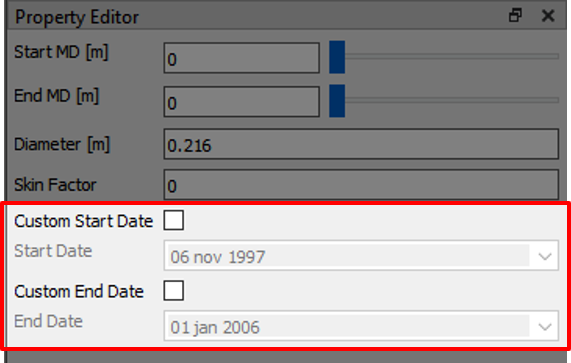 Property Editor
Start MD [m] 0
End MD [m] 0
Diameter [m] 0.216
Skin Factor 0
Custom Start Date
Start Date 06 nov 1997
Custom End Date
End Date 01 jan 2006